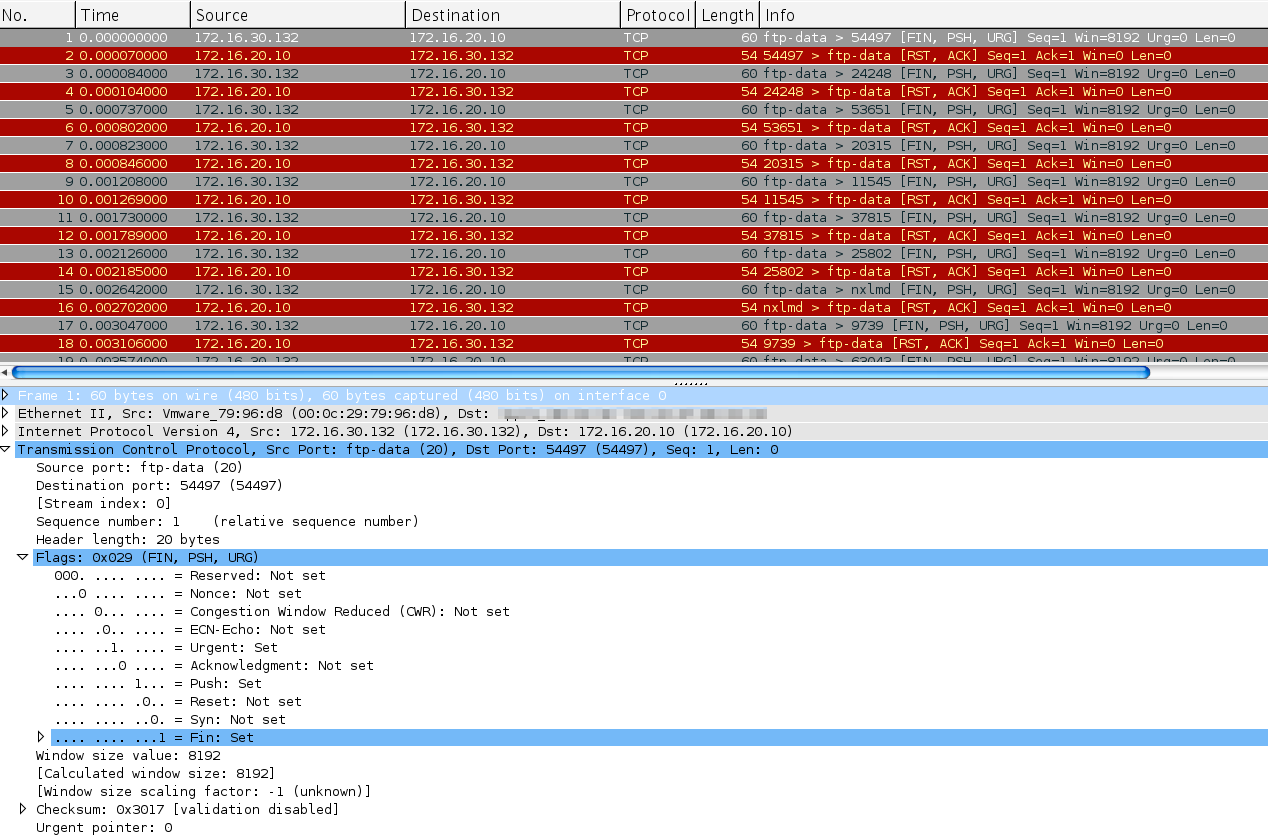 No. Time Source Destination Protocol Length Info
1 0.000000000 172.16.30.132 172.16.20.10 TCP 60 ftp-data > 54497 [FIN, PSH, URG] Seq=1 Win=8192 Urg=0 Len=0
2 0.000070000 172.16.20.10 172.16.30.132 TCP 54 54497 > ftp-data [RST, ACK] Seq=1 Ack=1 Win=0 Len=0
3 0.000084000 172.16.30.132 172.16.20.10 TCP 60 ftp-data > 24248 [FIN, PSH, URG] Seq=1 Win=8192 Urg=0 Len=0
4 0.000104000 172.16.20.10 172.16.30.132 TCP 54 24248 > ftp-data [RST, ACK] Seq=1 Ack=1 Win=0 Len=0
5 0.000737000 172.16.30.132 172.16.20.10 TCP 60 ftp-data > 53651 [FIN, PSH, URG] Seq=1 Win=8192 Urg=0 Len=0
6 0.000802000 172.16.20.10 172.16.30.132 TCP 54 53651 > ftp-data [RST, ACK] Seq=1 Ack=1 Win=0 Len=0
7 0.000823000 172.16.30.132 172.16.20.10 TCP 60 ftp-data > 20315 [FIN, PSH, URG] Seq=1 Win=8192 Urg=0 Len=0
8 0.000846000 172.16.20.10 172.16.30.132 TCP 54 20315 > ftp-data [RST, ACK] Seq=1 Ack=1 Win=0 Len=0
9 0.001208000 172.16.30.132 172.16.20.10 TCP 60 ftp-data > 11545 [FIN, PSH, URG] Seq=1 Win=8192 Urg=0 Len=0
10 0.001269000 172.16.20.10 172.16.30.132 TCP 54 11545 > ftp-data [RST, ACK] Seq=1 Ack=1 Win=0 Len=0
11 0.001730000 172.16.30.132 172.16.20.10 TCP 60 ftp-data > 37815 [FIN, PSH, URG] Seq=1 Win=8192 Urg=0 Len=0
12 0.001789000 172.16.20.10 172.16.30.132 TCP 54 37815 > ftp-data [RST, ACK] Seq=1 Ack=1 Win=0 Len=0
13 0.002126000 172.16.30.132 172.16.20.10 TCP 60 ftp-data > 25802 [FIN, PSH, URG] Seq=1 Win=8192 Urg=0 Len=0
14 0.002185000 172.16.20.10 172.16.30.132 TCP 54 25802 > ftp-data [RST, ACK] Seq=1 Ack=1 Win=0 Len=0
15 0.002642000 172.16.30.132 172.16.20.10 TCP 60 ftp-data > nxlmd [FIN, PSH, URG] Seq=1 Win=8192 Urg=0 Len=0
16 0.002702000 172.16.20.10 172.16.30.132 TCP 54 nxlmd > ftp-data [RST, ACK] Seq=1 Ack=1 Win=0 Len=0
17 0.003047000 172.16.30.132 172.16.20.10 TCP 60 ftp-data > 9739 [FIN, PSH, URG] Seq=1 Win=8192 Urg=0 Len=0
18 0.003106000 172.16.20.10 172.16.30.132 TCP 54 9739 > ftp-data [RST, ACK] Seq=1 Ack=1 Win=0 Len=0
19 0.003574000 172.16.30.132 172.16.20.10 TCP 60 ftp-data > 63043 [FIN, PSH, URG] Seq=1 Win=8192 Urg=0 Len=0
Frame 1: 60 bytes on wire (480 bits), 60 bytes captured (480 bits) on interface 0
Ethernet II, Src: Vmware_79:96:d8 (00:0c:29:79:96:d8), Dst:
Internet Protocol Version 4, Src: 172.16.30.132 (172.16.30.132), Dst: 172.16.20.10 (172.16.20.10)
Transmission Control Protocol, Src Port: ftp-data (20), Dst Port: 54497 (54497), Seq: 1, Len: 0
Source port: ftp-data (20)
Destination port: 54497 (54497)
[Stream index: 0]
Sequence number: 1    (relative sequence number)
Header length: 20 bytes
Flags: 0x029 (FIN, PSH, URG)
000. .... .... = Reserved: Not set
...0 .... .... = Nonce: Not set
.... 0... .... = Congestion Window Reduced (CWR): Not set
.... .0.. .... = ECN-Echo: Not set
.... ..1. .... = Urgent: Set
.... ...0 .... = Acknowledgment: Not set
.... .... 1... = Push: Set
.... .... .0.. = Reset: Not set
.... .... ..0. = Syn: Not set
.... .... ...1 = Fin: Set
Window size value: 8192
[Calculated window size: 8192]
[Window size scaling factor: -1 (unknown)]
Checksum: 0x3017 [validation disabled]
Urgent pointer: 0